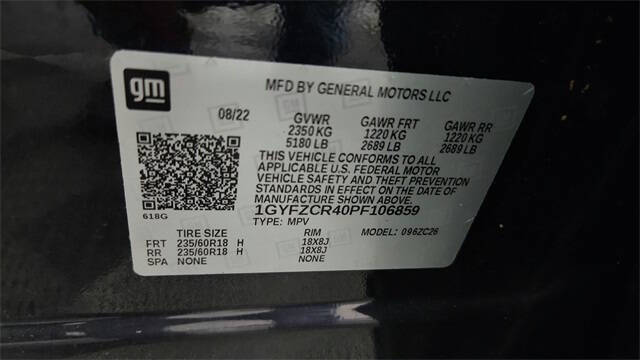 gm
MFD BY GENERAL MOTORS LLC
08/22 GVWR GAWR FRT GAWR RR
2350 KG 1220 KG 1220 KG
5180 LB 2689 LB 2689 LB
THIS VEHICLE CONFORMS TO ALL
APPLICABLE U.S. FEDERAL MOTOR
VEHICLE SAFETY AND THEFT PREVENTION
STANDARDS IN EFFECT ON THE DATE OF
MANUFACTURE SHOWN ABOVE.
618G 1GYFZCR40PF106859
TYPE: MPV MODEL: 096ZC26
TIRE SIZE RIM
FRT 235/60R18 H 18X8J
RR 235/60R18 H 18X8J
SPA NONE NONE